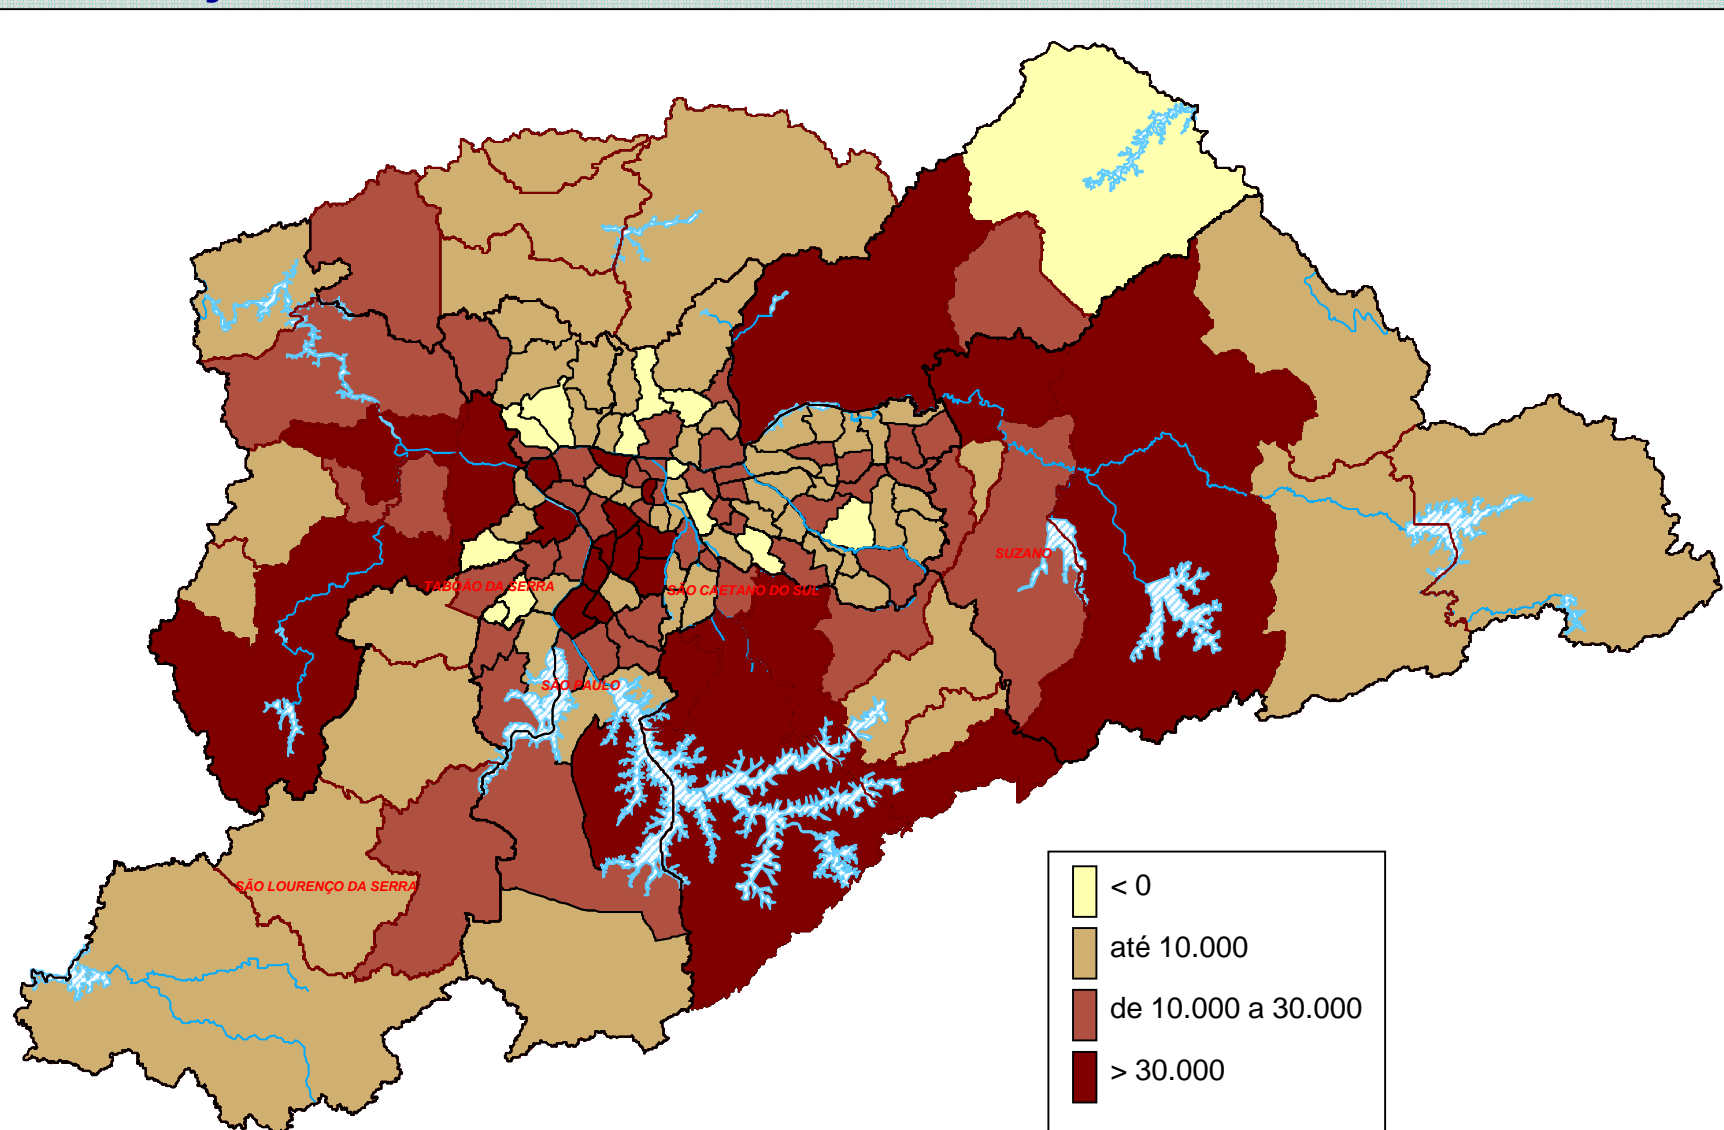 TABOÃO DA SERRA
SÃO CAETANO DO SUL
SUZANO
SÃO PAULO
SÃO LOURENÇO DA SERRA
< 0
até 10.000
de 10.000 a 30.000
> 30.000